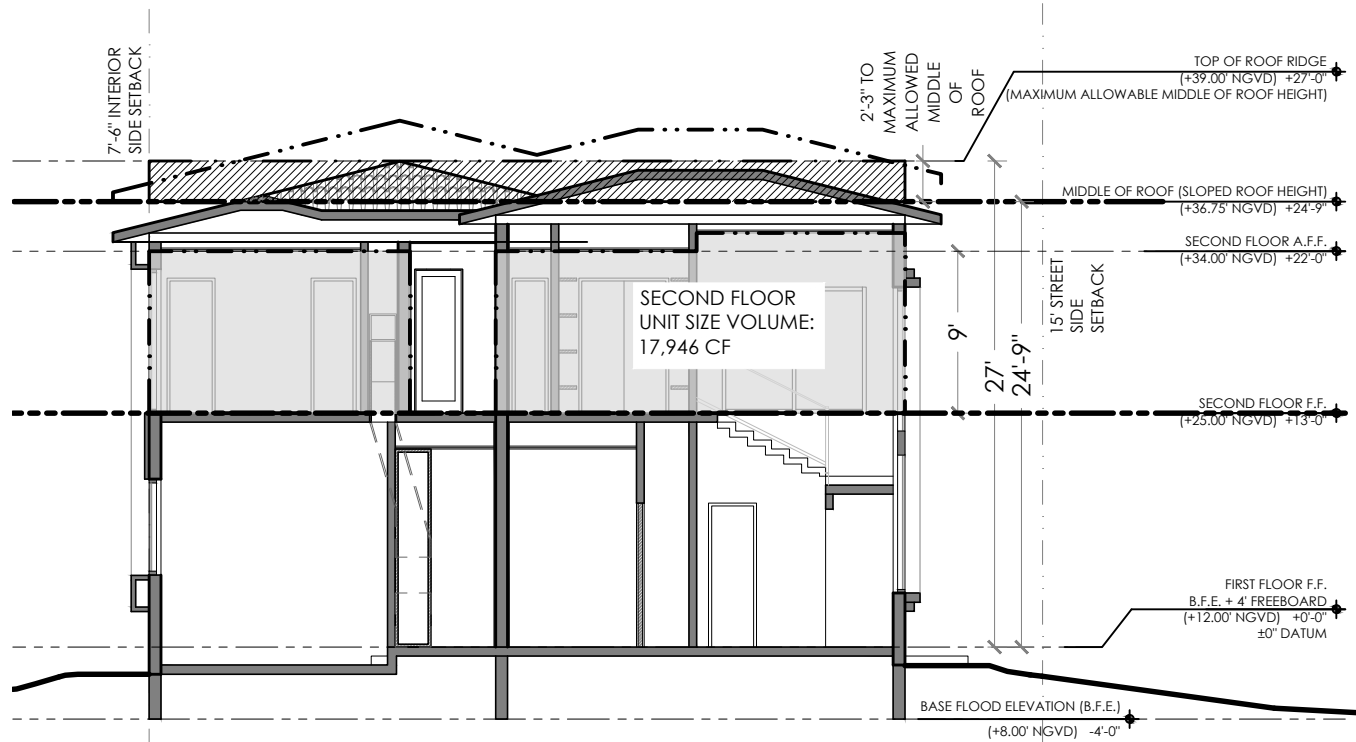 7'-6" INTERIOR
SIDE SETBACK
2'-3" TO
MAXIMUM
ALLOWED
MIDDLE
OF
ROOF
TOP OF ROOF RIDGE
(+39.00' NGVD) +27'-0"
(MAXIMUM ALLOWABLE MIDDLE OF ROOF HEIGHT)
MIDDLE OF ROOF (SLOPED ROOF HEIGHT)
(+36.75' NGVD) +24'-9"
SECOND FLOOR A.F.F.
(+34.00' NGVD) +22'-0"
SECOND FLOOR
UNIT SIZE VOLUME:
17,946 CF
9'
27'
24'-9"
15' STREET
SIDE
SETBACK
SECOND FLOOR F.F.
(+25.00' NGVD) +13'-0"
FIRST FLOOR F.F.
B.F.E. + 4' FREEBOARD
(+12.00' NGVD) +0'-0"
±0" DATUM
BASE FLOOD ELEVATION (B.F.E.)
(+8.00' NGVD) -4'-0"